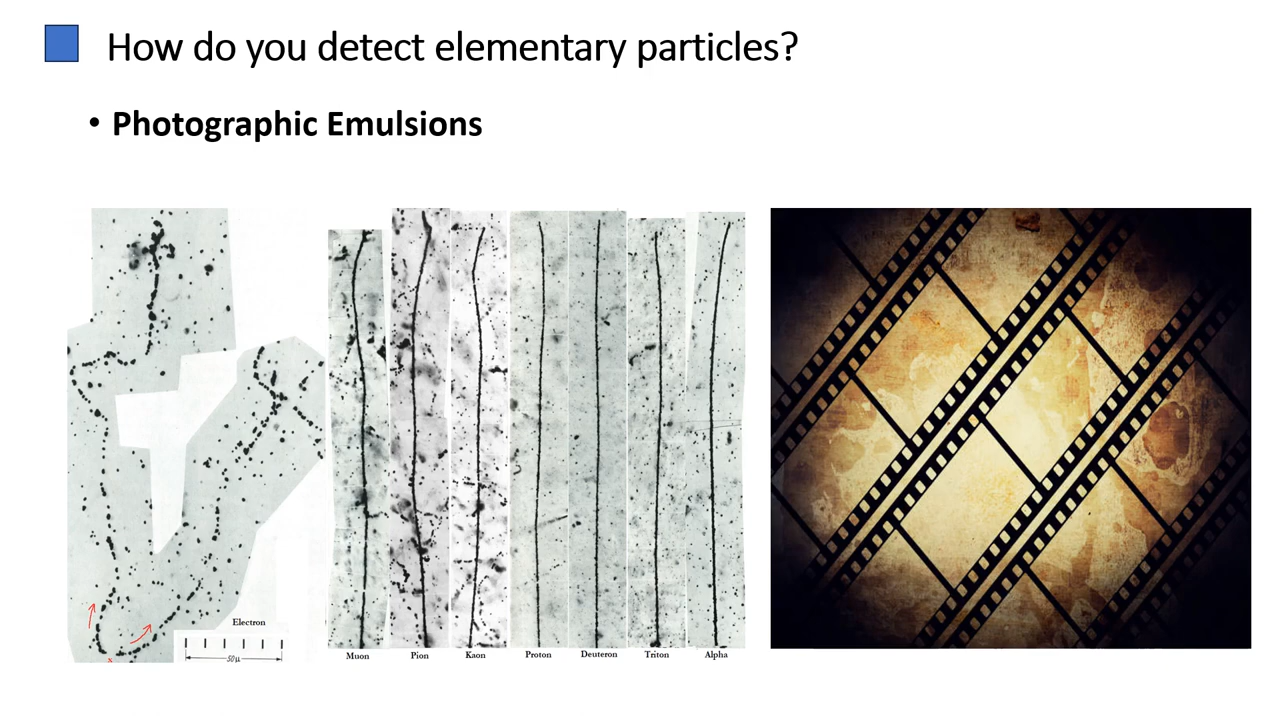 How do you detect elementary particles?
• Photographic Emulsions
Electron
50μ
Muon Pion Kaon Proton Deuteron Triton Alpha
x